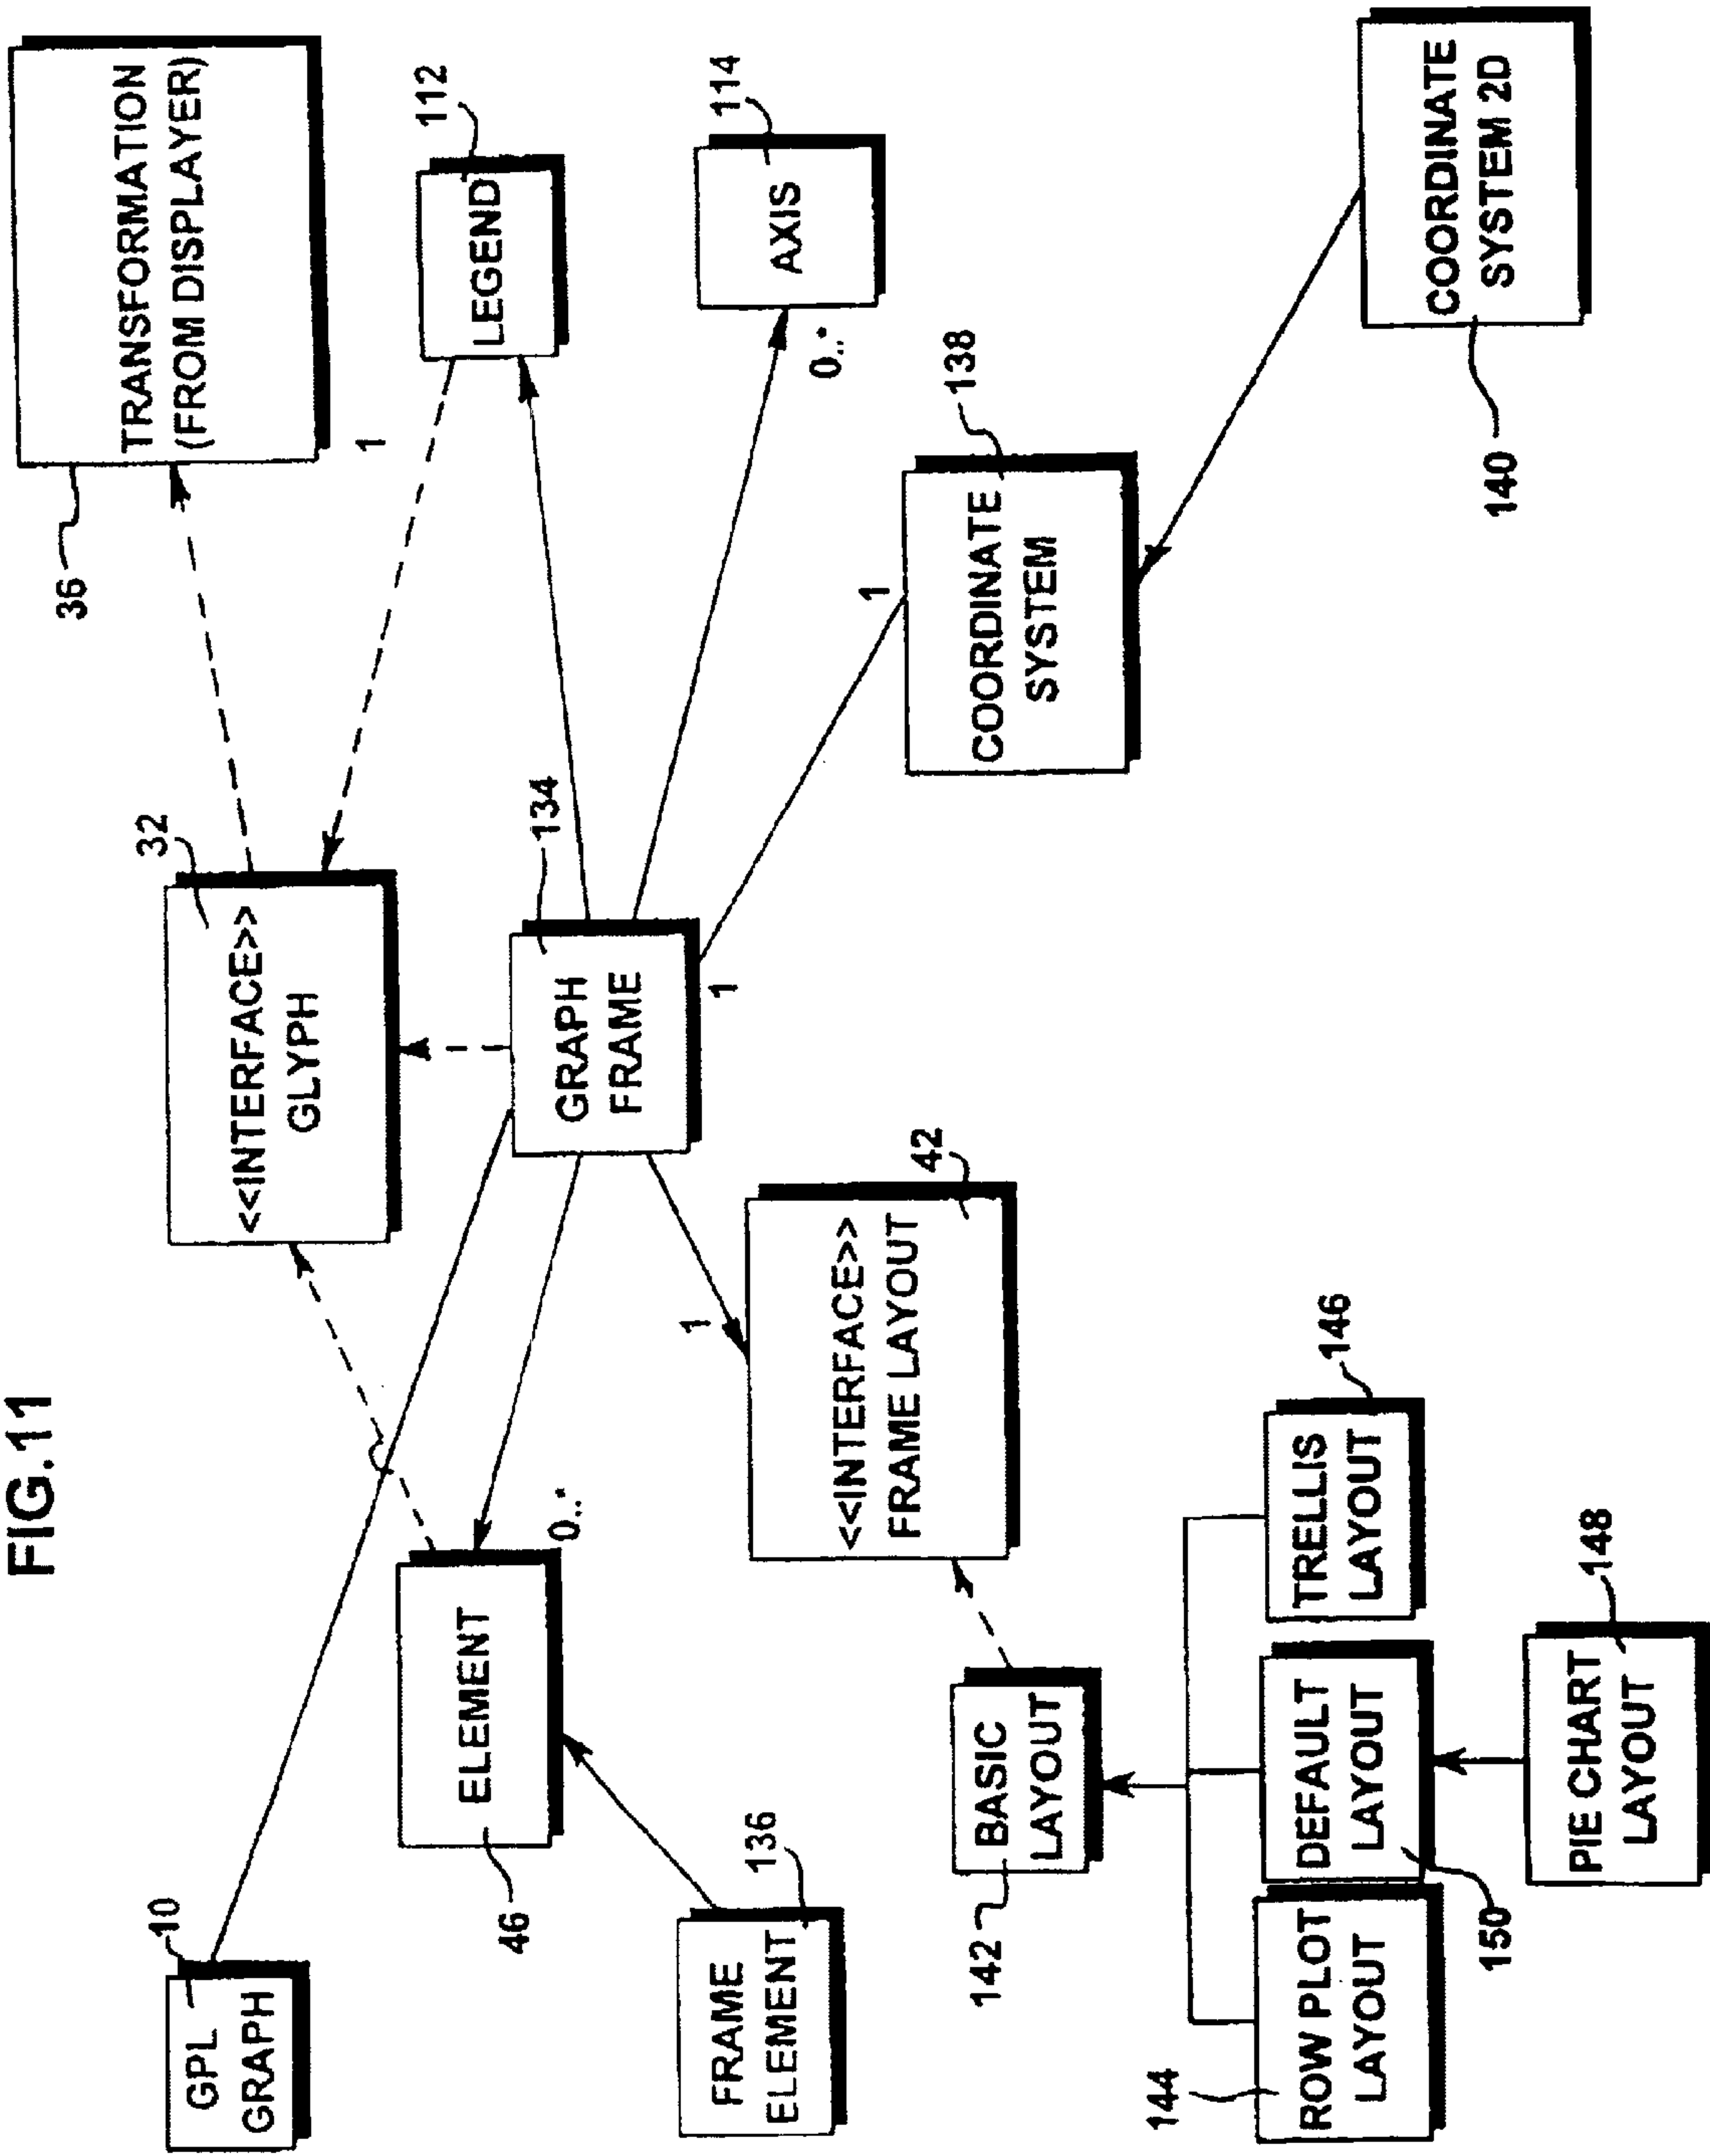 FIG.11
GPL
GRAPH
10
<<INTERFACE>>
GLYPH
32
TRANSFORMATION
(FROM DISPLAYER)
36
1
ELEMENT
46
0..*
GRAPH
FRAME
134
1
LEGEND
112
AXIS
114
0..*
FRAME
ELEMENT
136
<<INTERFACE>>
FRAME LAYOUT
42
1
COORDINATE
SYSTEM
138
1
BASIC
LAYOUT
142
ROW PLOT
LAYOUT
144
DEFAULT
LAYOUT
150
TRELLIS
LAYOUT
146
PIE CHART
LAYOUT
148
COORDINATE
SYSTEM 2D
140